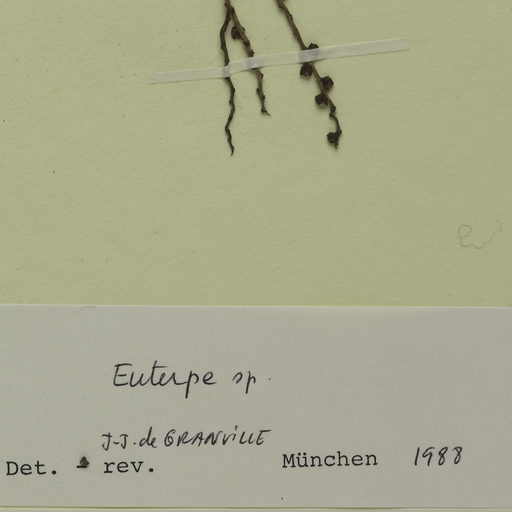 Euterpe sp.
J-J. de GRANVILLE
Det. rev. München 1988